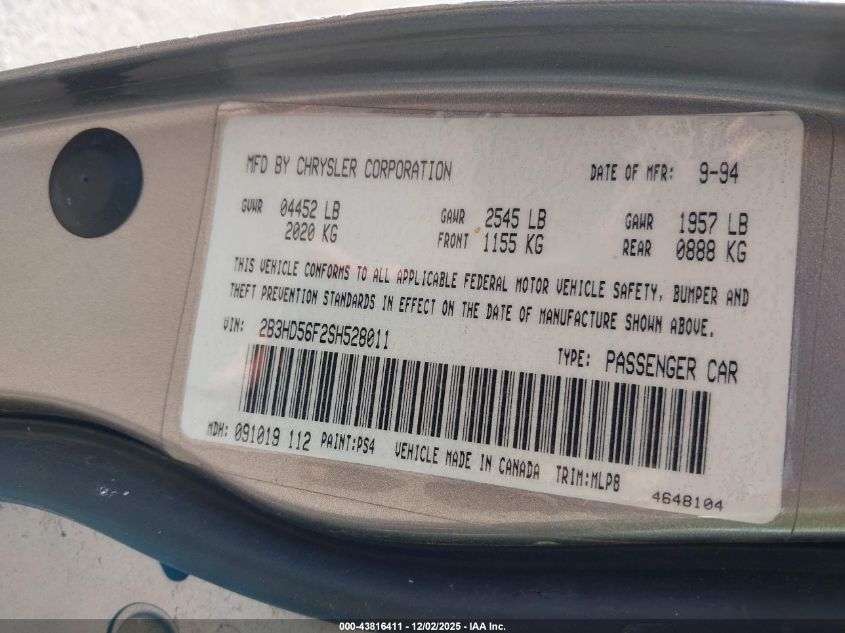 MFD BY CHRYSLER CORPORATION DATE OF MFR: 9-94
GVWR 04452 LB GAWR 2545 LB GAWR 1957 LB
2020 KG FRONT 1155 KG REAR 0888 KG
THIS VEHICLE CONFORMS TO ALL APPLICABLE FEDERAL MOTOR VEHICLE SAFETY, BUMPER AND
THEFT PREVENTION STANDARDS IN EFFECT ON THE DATE OF MANUFACTURE SHOWN ABOVE.
VIN: 2B3HD56F2SH528011 TYPE: PASSENGER CAR
MDH: 091019 112 PAINT:PS4 VEHICLE MADE IN CANADA TRIM:MLP8
4648104
000-43816411 - 12/02/2025 - IAA Inc.